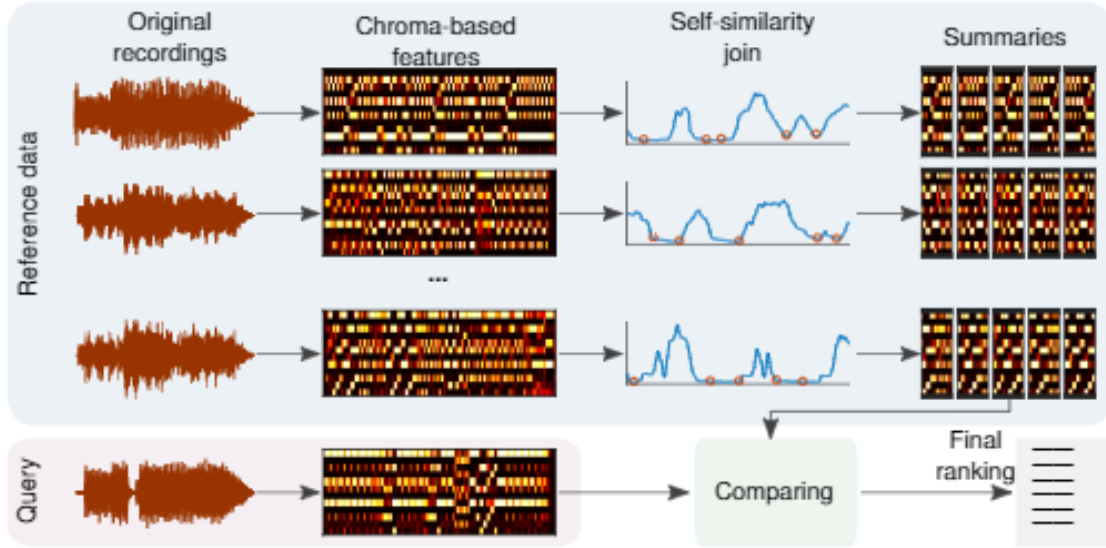 Original
recordings
Chroma-based
features
Self-similarity
join
Summaries
Reference data
...
Query
Comparing
Final
ranking